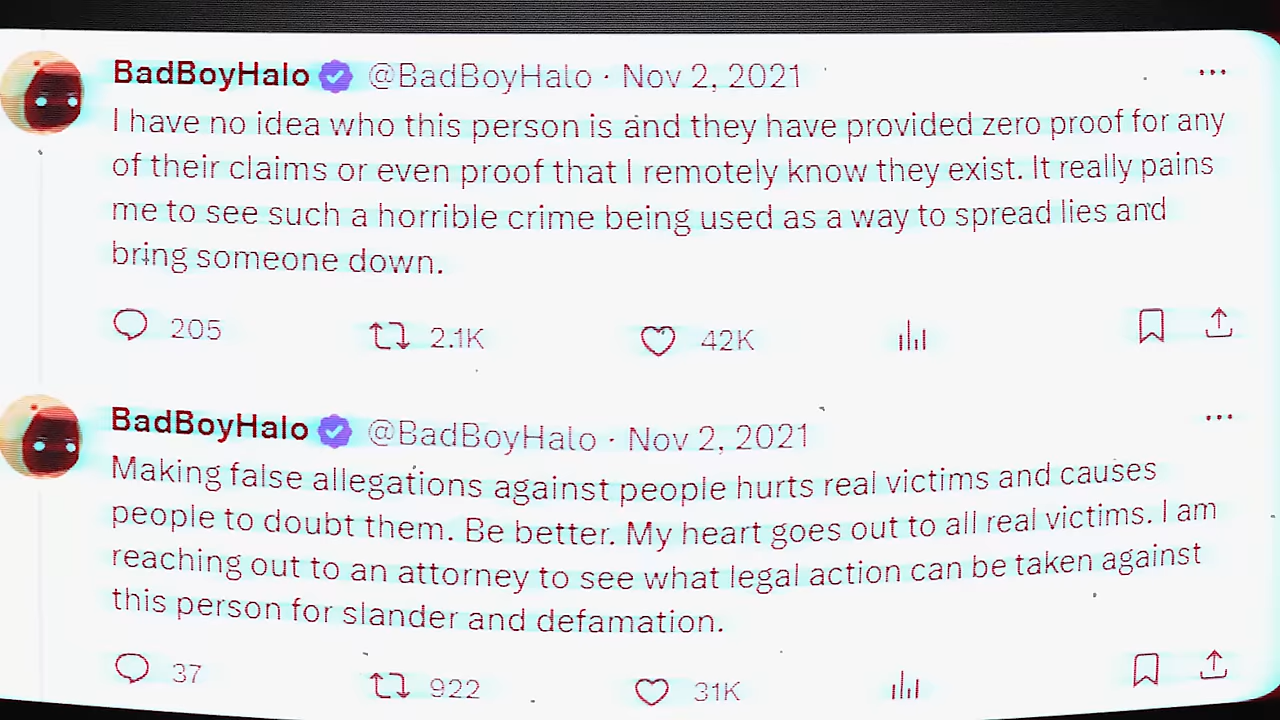 BadBoyHalo @BadBoyHalo · Nov 2, 2021
I have no idea who this person is and they have provided zero proof for any
of their claims or even proof that I remotely know they exist. It really pains
me to see such a horrible crime being used as a way to spread lies and
bring someone down.
205 2.1K 42K
BadBoyHalo @BadBoyHalo · Nov 2, 2021
Making false allegations against people hurts real victims and causes
people to doubt them. Be better. My heart goes out to all real victims. I am
reaching out to an attorney to see what legal action can be taken against
this person for slander and defamation.
37 922 31K